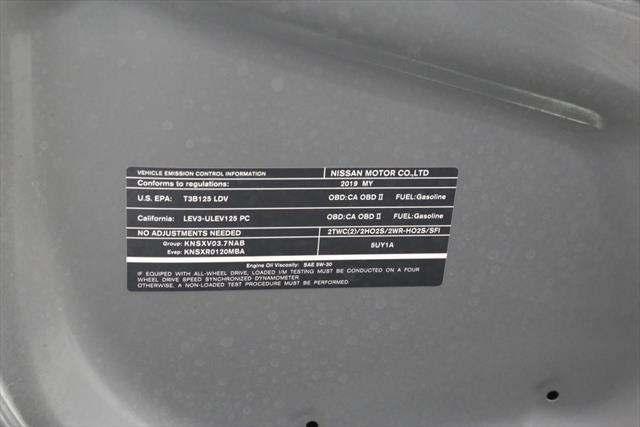 VEHICLE EMISSION CONTROL INFORMATION NISSAN MOTOR CO.,LTD
Conforms to regulations: 2019 MY
U.S. EPA: T3B125 LDV OBD:CA OBD II FUEL:Gasoline
California: LEV3-ULEV125 PC OBD:CA OBD II FUEL:Gasoline
NO ADJUSTMENTS NEEDED 2TWC(2)/2HO2S/2WR-HO2S/SFI
Group: KNSXV03.7NAB 5UY1A
Evap: KNSXR0120MBA
Engine Oil Viscosity: SAE 5W-30
IF EQUIPPED WITH ALL-WHEEL DRIVE, LOADED I/M TESTING MUST BE CONDUCTED ON A FOUR
WHEEL DRIVE SPEED SYNCHRONIZED DYNAMOMETER.
OTHERWISE, A NON-LOADED TEST PROCEDURE MUST BE PERFORMED.